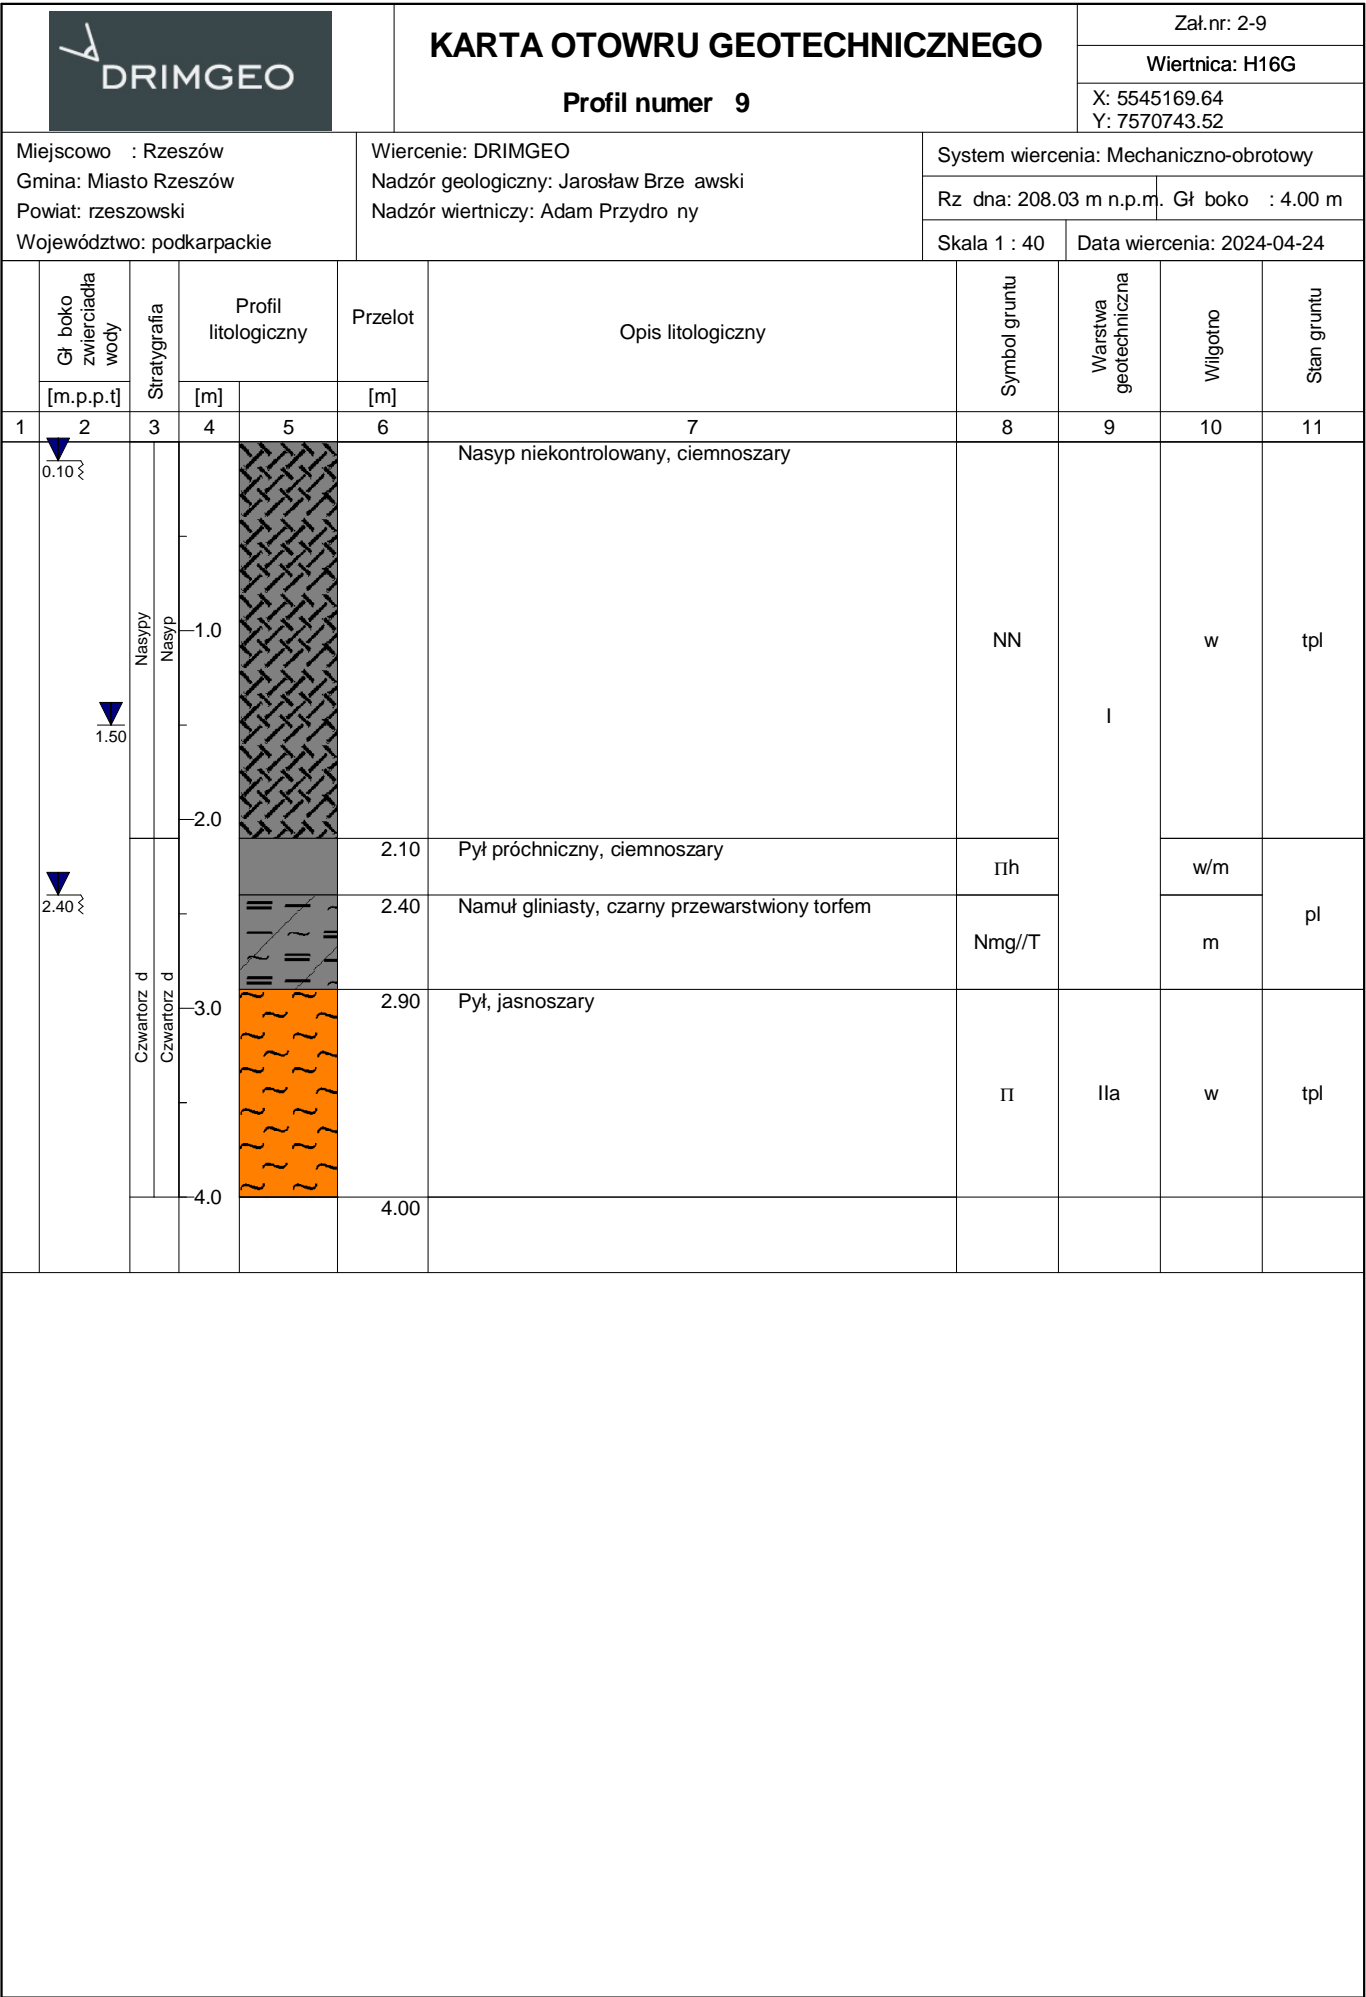 DRIMGEO
KARTA OTOWRU GEOTECHNICZNEGO
Profil numer 9
Zał.nr: 2-9
Wiertnica: H16G
X: 5545169.64
Y: 7570743.52
Miejscowo : Rzeszów
Gmina: Miasto Rzeszów
Powiat: rzeszowski
Województwo: podkarpackie
Wiercenie: DRIMGEO
Nadzór geologiczny: Jarosław Brze awski
Nadzór wiertniczy: Adam Przydro ny
System wiercenia: Mechaniczno-obrotowy
Rz dna: 208.03 m n.p.m. Gł boko : 4.00 m
Skala 1 : 40 Data wiercenia: 2024-04-24
Gł boko
zwierciadła
wody
[m.p.p.t]
Stratygrafia
Profil
litologiczny
[m]
Przelot
[m]
Opis litologiczny
Symbol gruntu
Warstwa
geotechniczna
Wilgotno
Stan gruntu
1 2 3 4 5 6 7 8 9 10 11
0.10
Nasyp niekontrolowany, ciemnoszary
Nasypy
Nasyp
1.0
NN
w
tpl
I
1.50
2.0
2.10 Pył próchniczny, ciemnoszary
Πh
w/m
2.40
2.40 Namuł gliniasty, czarny przewarstwiony torfem
Nmg//T
m
pl
Czwartorz d
Czwartorz d
3.0
2.90 Pył, jasnoszary
Π
IIa
w
tpl
4.0
4.00